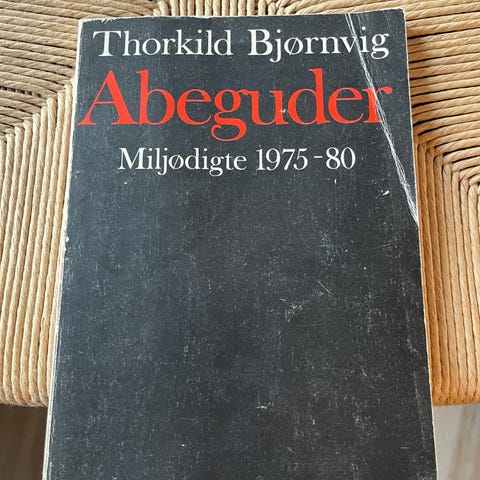 Thorkild Bjørnvig
Abeguder
Miljødigte 1975-80